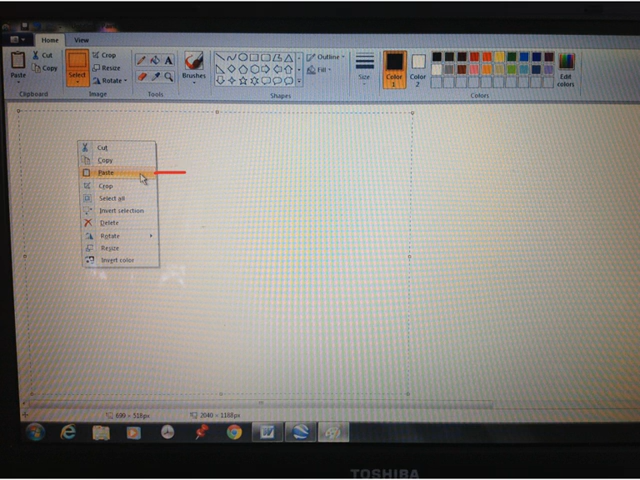 Home View
Cut
Copy
Paste
Clipboard
Select
Crop
Resize
Rotate
Image
Tools
Brushes
Outline
Fill
Shapes
Size
Color 1
Color 2
Edit colors
Colors
Cut
Copy
Paste
Crop
Select all
Invert selection
Delete
Rotate
Resize
Invert color
2040 × 1188px
TOSHIBA